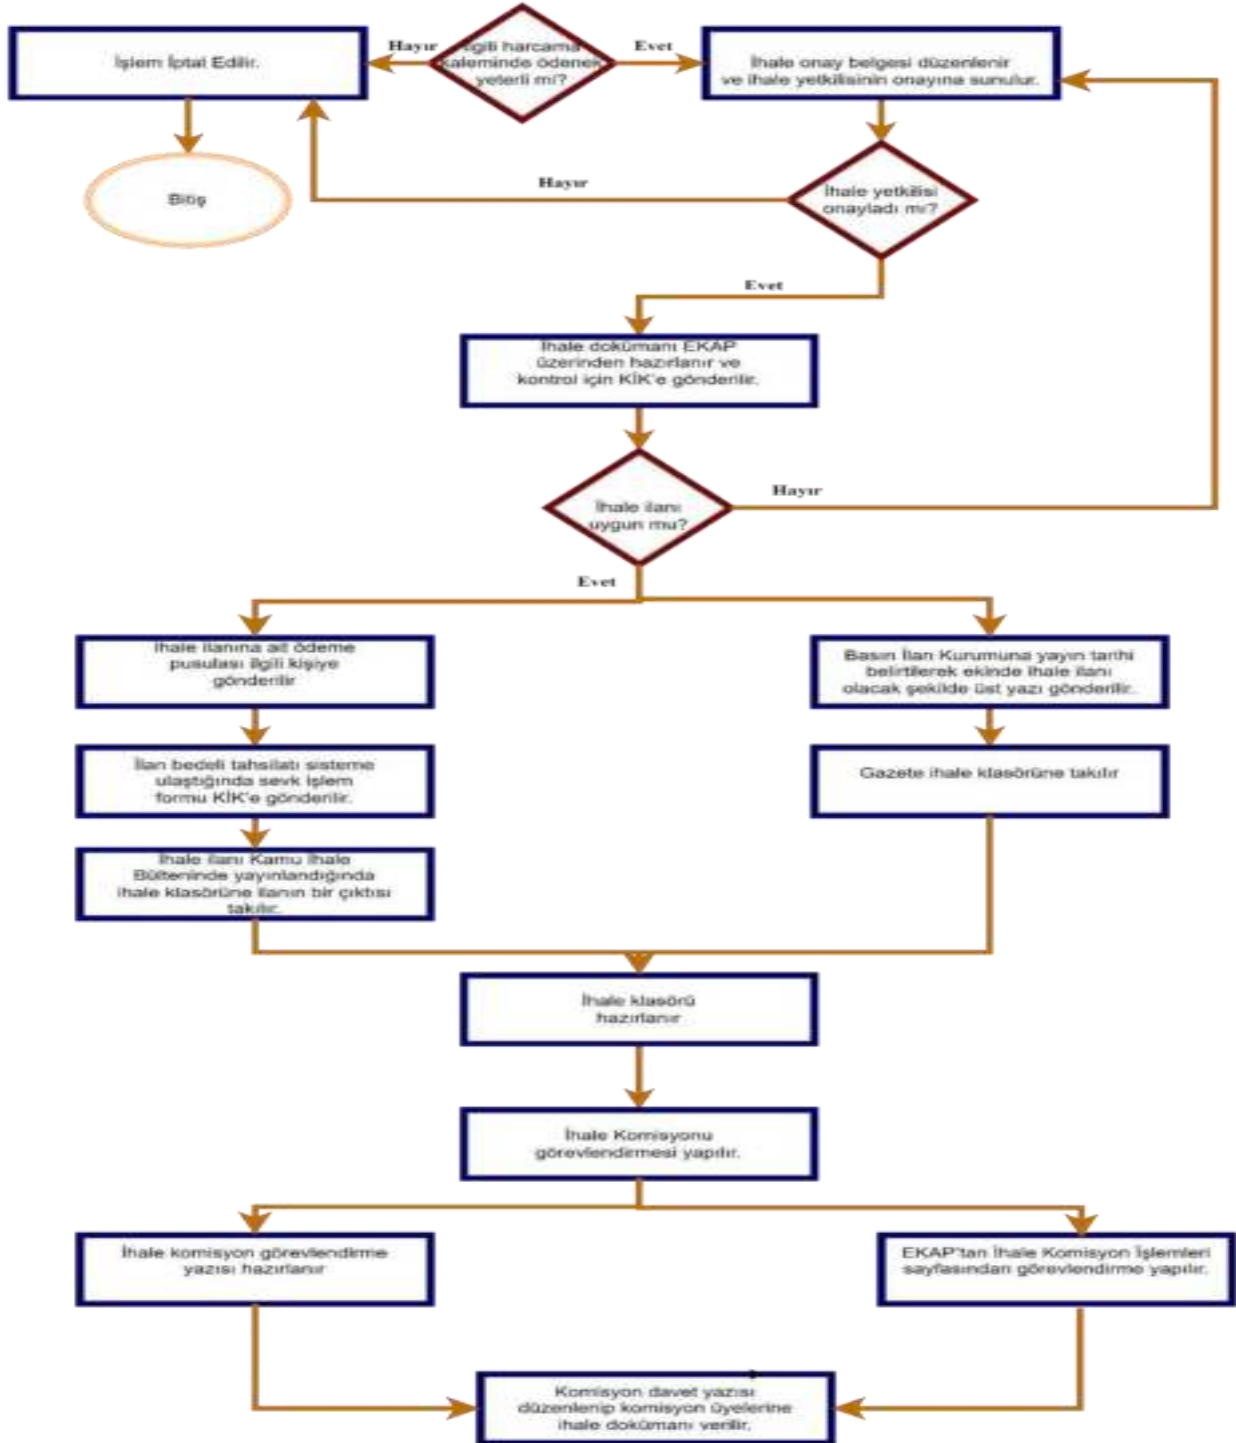 İşlem İptal Edilir.
Hayır
İlgili harcama
kaleminde ödenek
yeterli mi?
Evet
İhale onay belgesi düzenlenir
ve ihale yetkilisinin onayına sunulur.
Bitiş
Hayır
İhale yetkilisi
onayladı mı?
Evet
İhale dokümanı EKAP
üzerinden hazırlanır ve
kontrol için KİK'e gönderilir.
İhale ilanı
uygun mu?
Hayır
Evet
İhale ilanına ait ödeme
pusulası ilgili kişiye
gönderilir
Basın İlan Kurumuna yayın tarihi
belirtilerek ekinde ihale ilanı
olacak şekilde üst yazı gönderilir.
İlan bedeli tahsilatı sisteme
ulaştığında sevk işlem
formu KİK'e gönderilir.
Gazete ihale klasörüne takılır
İhale ilanı Kamu İhale
Bülteninde yayınlandığında
ihale klasörüne ilanın bir çıktısı
takılır.
İhale klasörü
hazırlanır
İhale Komisyonu
görevlendirmesi yapılır.
İhale komisyon görevlendirme
yazısı hazırlanır
EKAP'tan İhale Komisyon İşlemleri
sayfasından görevlendirme yapılır.
Komisyon davet yazısı
düzenlenip komisyon üyelerine
ihale dokümanı verilir.